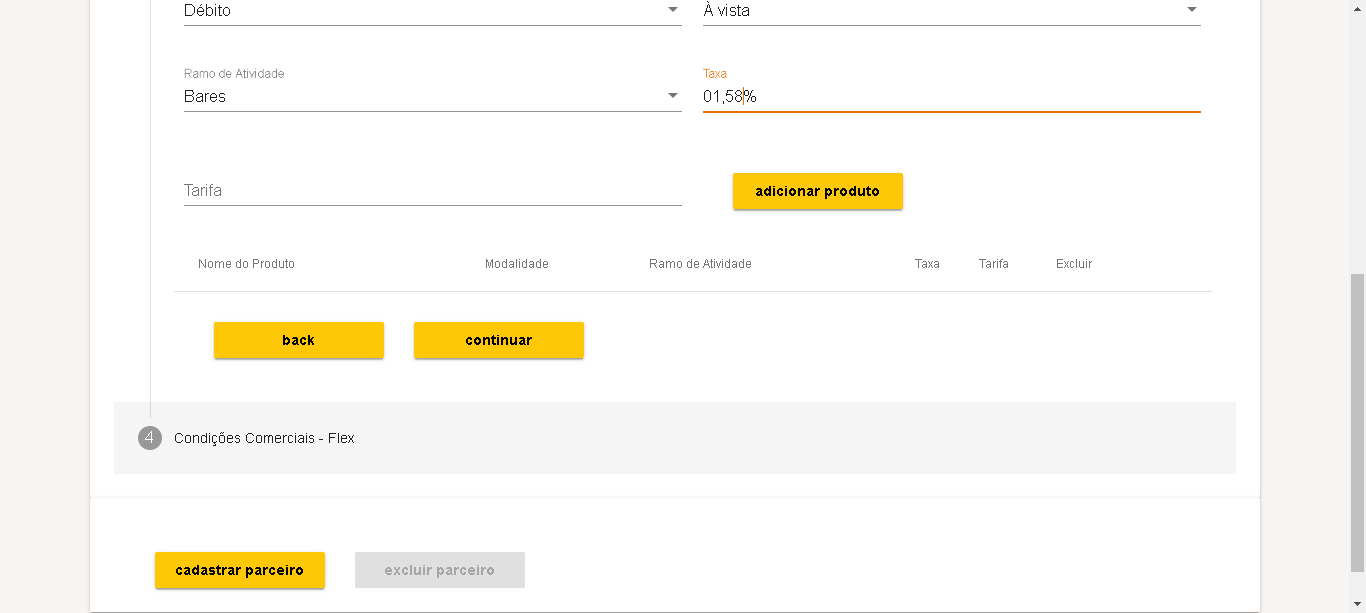 Débito À vista
Ramo de Atividade Taxa
Bares 01,58%
Tarifa adicionar produto
Nome do Produto Modalidade Ramo de Atividade Taxa Tarifa Excluir
back continuar
4 Condições Comerciais - Flex
cadastrar parceiro excluir parceiro